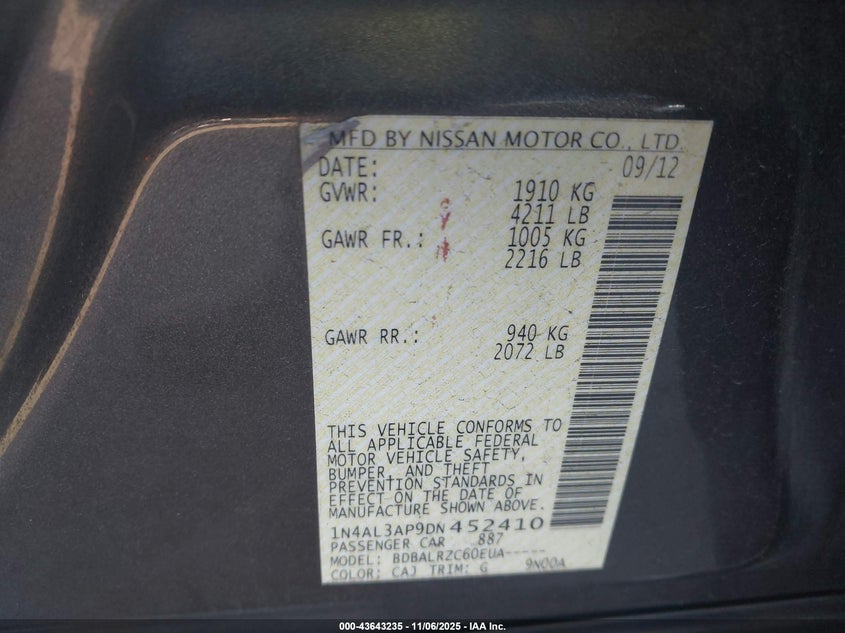 MFD BY NISSAN MOTOR CO., LTD.
DATE: 09/12
GVWR: 1910 KG
4211 LB
GAWR FR.: 1005 KG
2216 LB
GAWR RR.: 940 KG
2072 LB
THIS VEHICLE CONFORMS TO
ALL APPLICABLE FEDERAL
MOTOR VEHICLE SAFETY,
BUMPER, AND THEFT
PREVENTION STANDARDS IN
EFFECT ON THE DATE OF
MANUFACTURE SHOWN ABOVE.
1N4AL3AP9DN452410
PASSENGER CAR 887
MODEL: BDBALRZC60EUA-----
COLOR: CAJ TRIM: G 9N00A
000-43643235 - 11/06/2025 - IAA Inc.